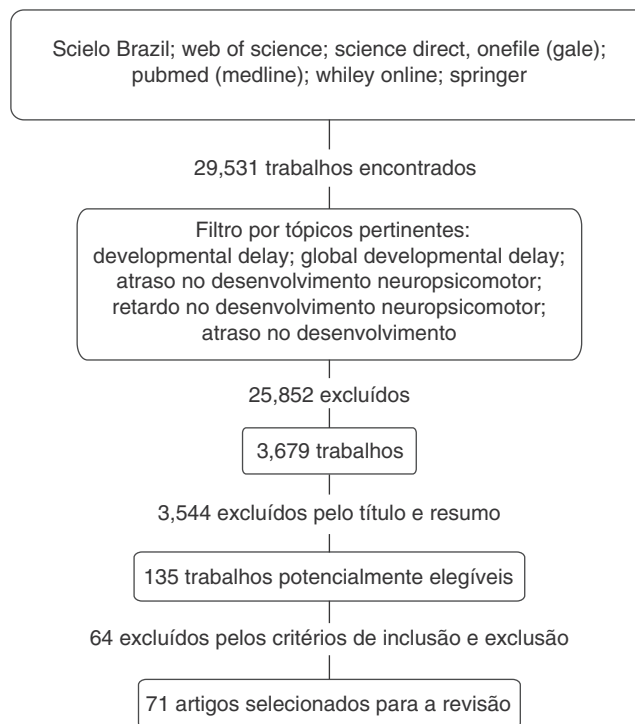 Scielo Brazil; web of science; science direct, onefile (gale);
pubmed (medline); whiley online; springer
29,531 trabalhos encontrados
Filtro por tópicos pertinentes:
developmental delay; global developmental delay;
atraso no desenvolvimento neuropsicomotor;
retardo no desenvolvimento neuropsicomotor;
atraso no desenvolvimento
25,852 excluídos
3,679 trabalhos
3,544 excluídos pelo título e resumo
135 trabalhos potencialmente elegíveis
64 excluídos pelos critérios de inclusão e exclusão
71 artigos selecionados para a revisão